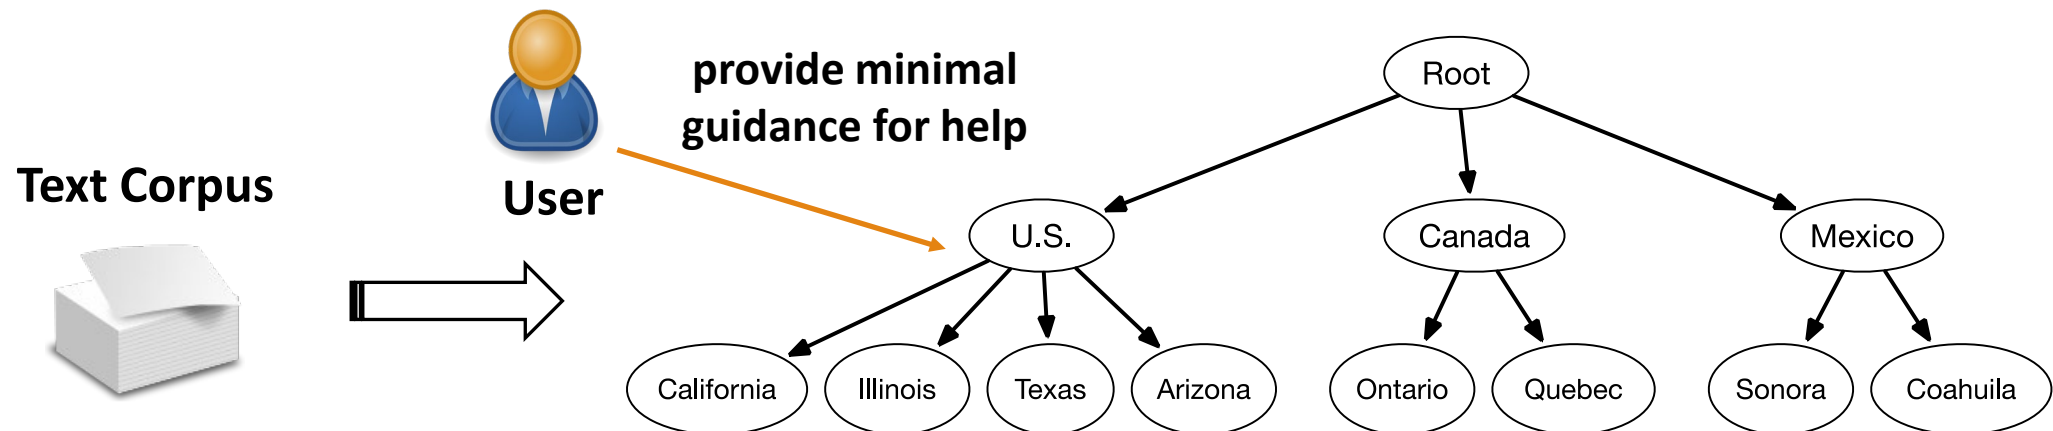 Text Corpus
User
provide minimal
guidance for help
Root
U.S.
Canada
Mexico
California
Illinois
Texas
Arizona
Ontario
Quebec
Sonora
Coahuila